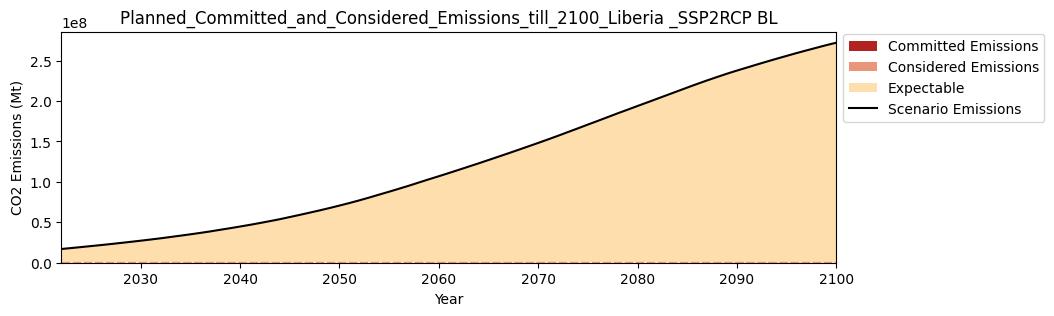 Planned_Committed_and_Considered_Emissions_till_2100_Liberia _SSP2RCP BL
1e8
CO2 Emissions (Mt)
2.5
2.0
1.5
1.0
0.5
0.0
2030 2040 2050 2060 2070 2080 2090 2100
Year
Committed Emissions
Considered Emissions
Expectable
Scenario Emissions